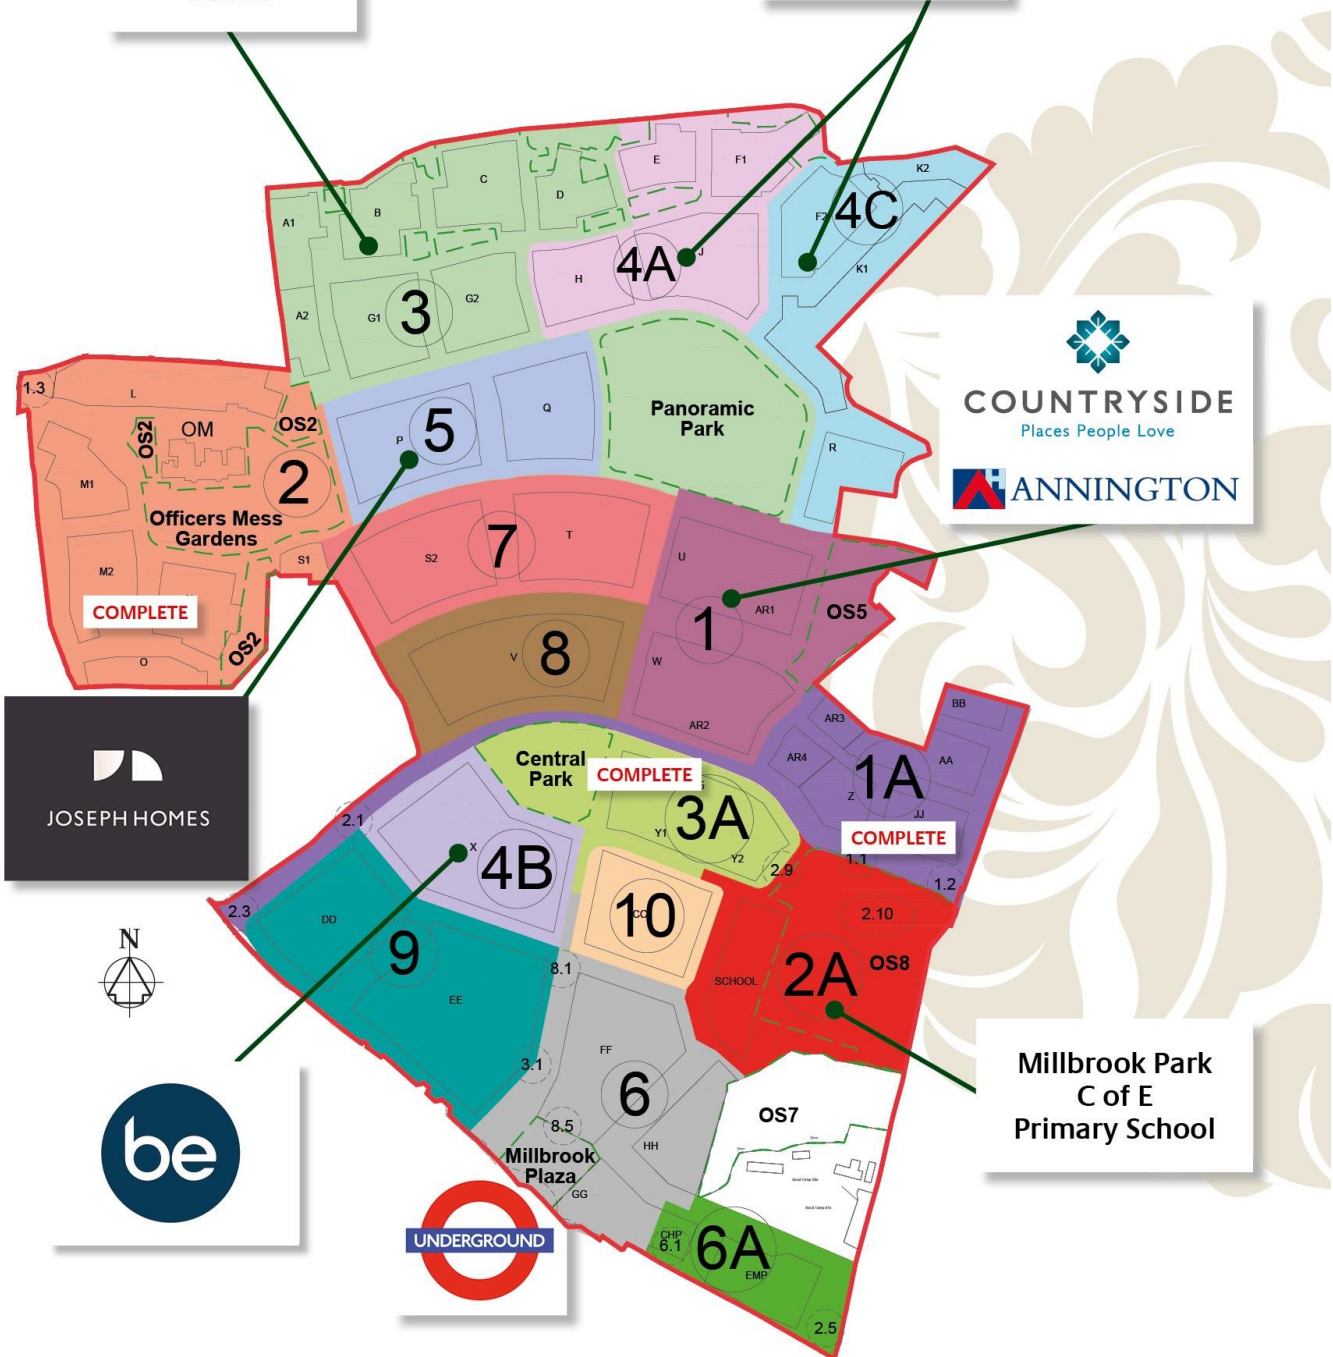 E
F1
K2
C
D
B
A1
F2
4C
K1
J
4A
H
G2
G1
3
A2
COUNTRYSIDE
Places People Love
ANNINGTON
1.3
L
OM
OS2
OS2
2
M1
Officers Mess
Gardens
M2
COMPLETE
O
OS2
S1
P
5
Q
Panoramic
Park
R
S2
7
T
U
AR1
1
OS5
W
AR2
V
8
JOSEPH HOMES
Central
Park
COMPLETE
3A
Y1
Y2
BB
AR3
AR4
AA
1A
Z
JJ
COMPLETE
2.1
X
4B
2.9
1.1
1.2
2.3
DD
9
EE
10
CC
2.10
SCHOOL
2A
OS8
N
8.1
3.1
FF
6
8.5
HH
Millbrook
Plaza
GG
OS7
Millbrook Park
C of E
Primary School
be
UNDERGROUND
CHP
6.1
6A
EMP
2.5